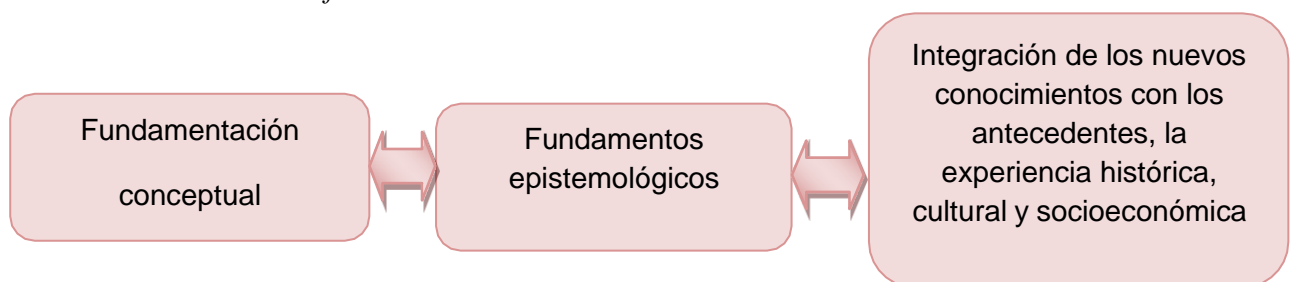 Fundamentación
conceptual
Fundamentos
epistemológicos
Integración de los nuevos
conocimientos con los
antecedentes, la
experiencia histórica,
cultural y socioeconómica